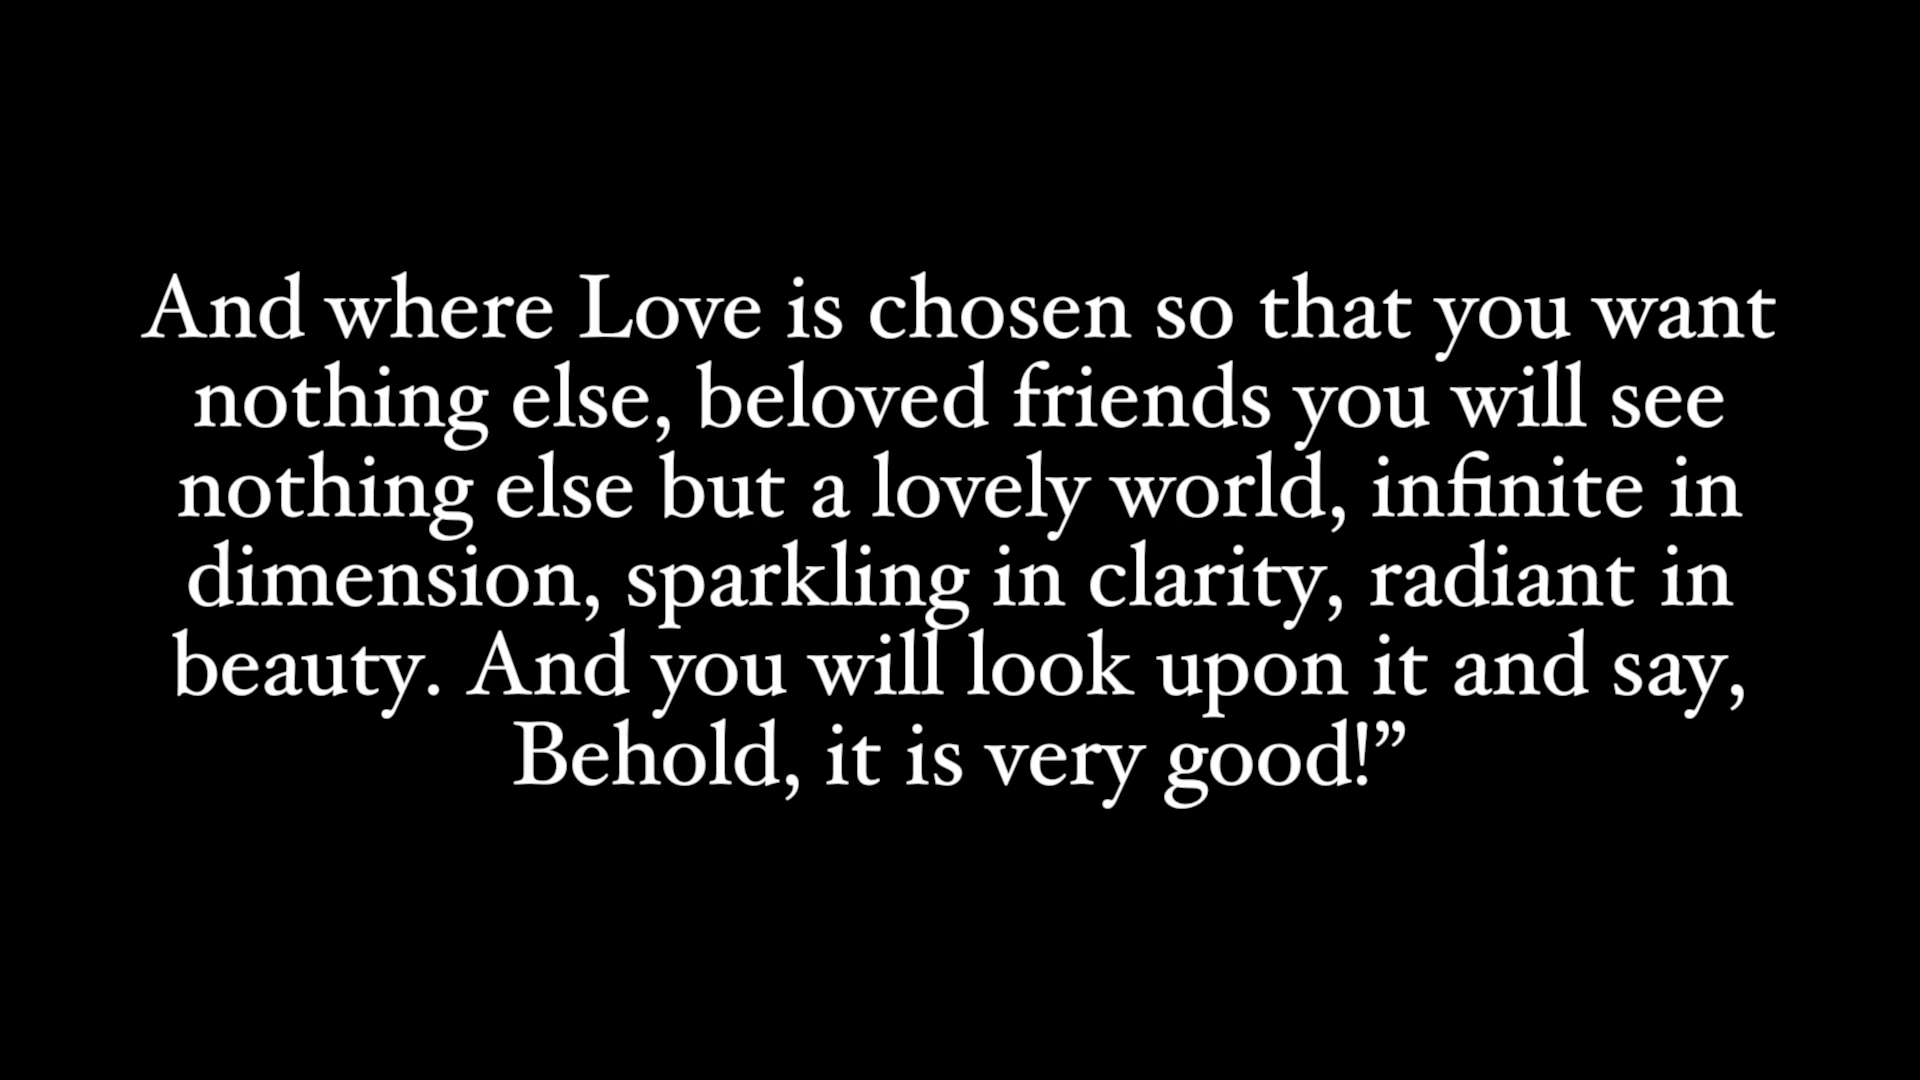 And where Love is chosen so that you want
nothing else, beloved friends you will see
nothing else but a lovely world, infinite in
dimension, sparkling in clarity, radiant in
beauty. And you will look upon it and say,
Behold, it is very good!”